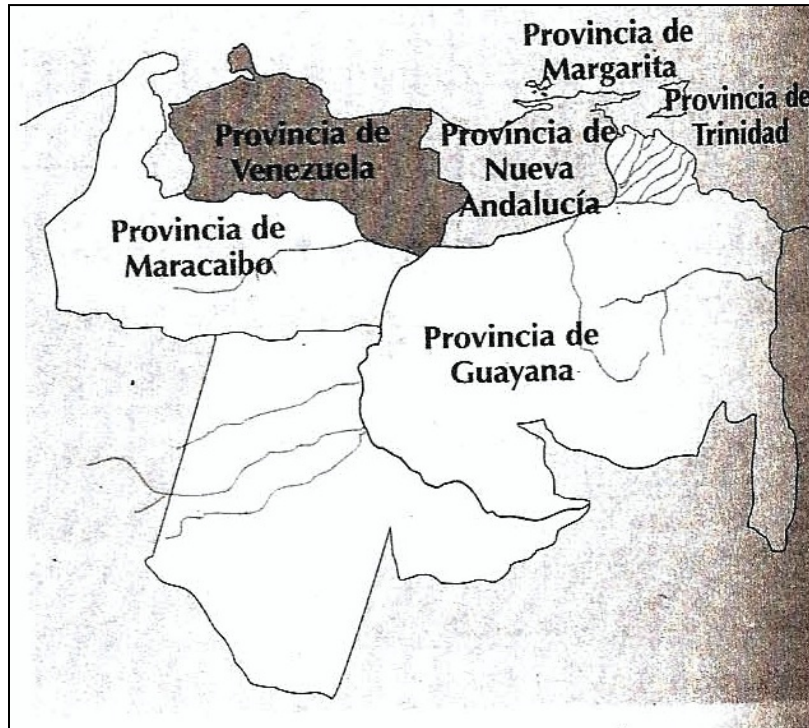 Provincia de
Margarita
Provincia de
Trinidad
Provincia de
Venezuela
Provincia de
Nueva
Andalucía
Provincia de
Maracaibo
Provincia de
Guayana